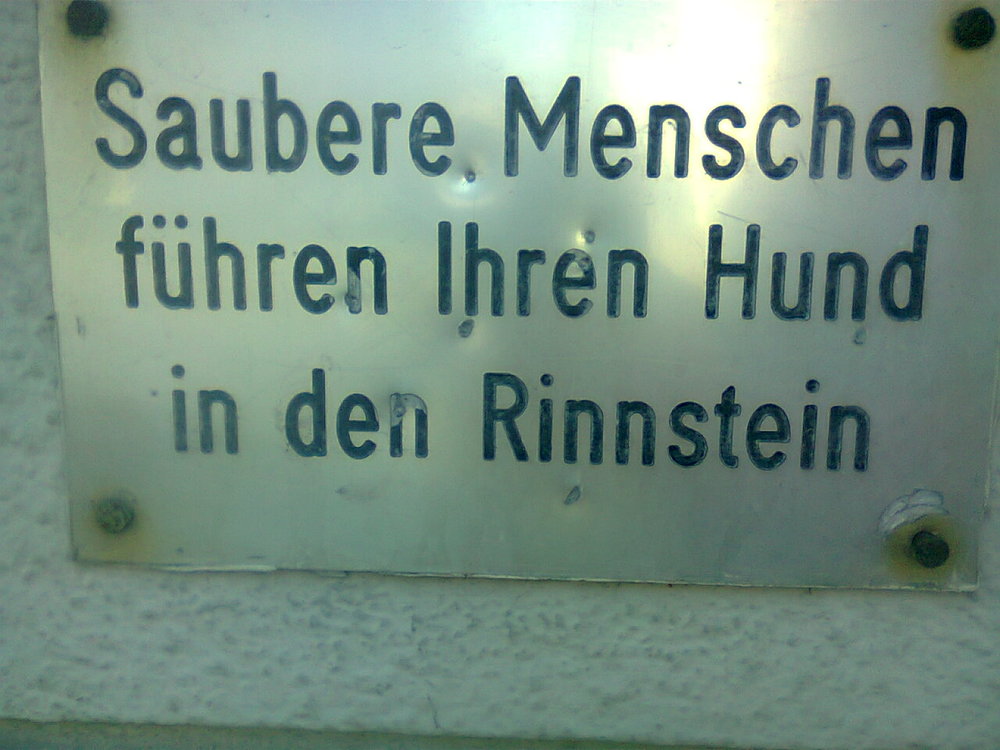 Saubere Menschen
führen Ihren Hund
in den Rinnstein